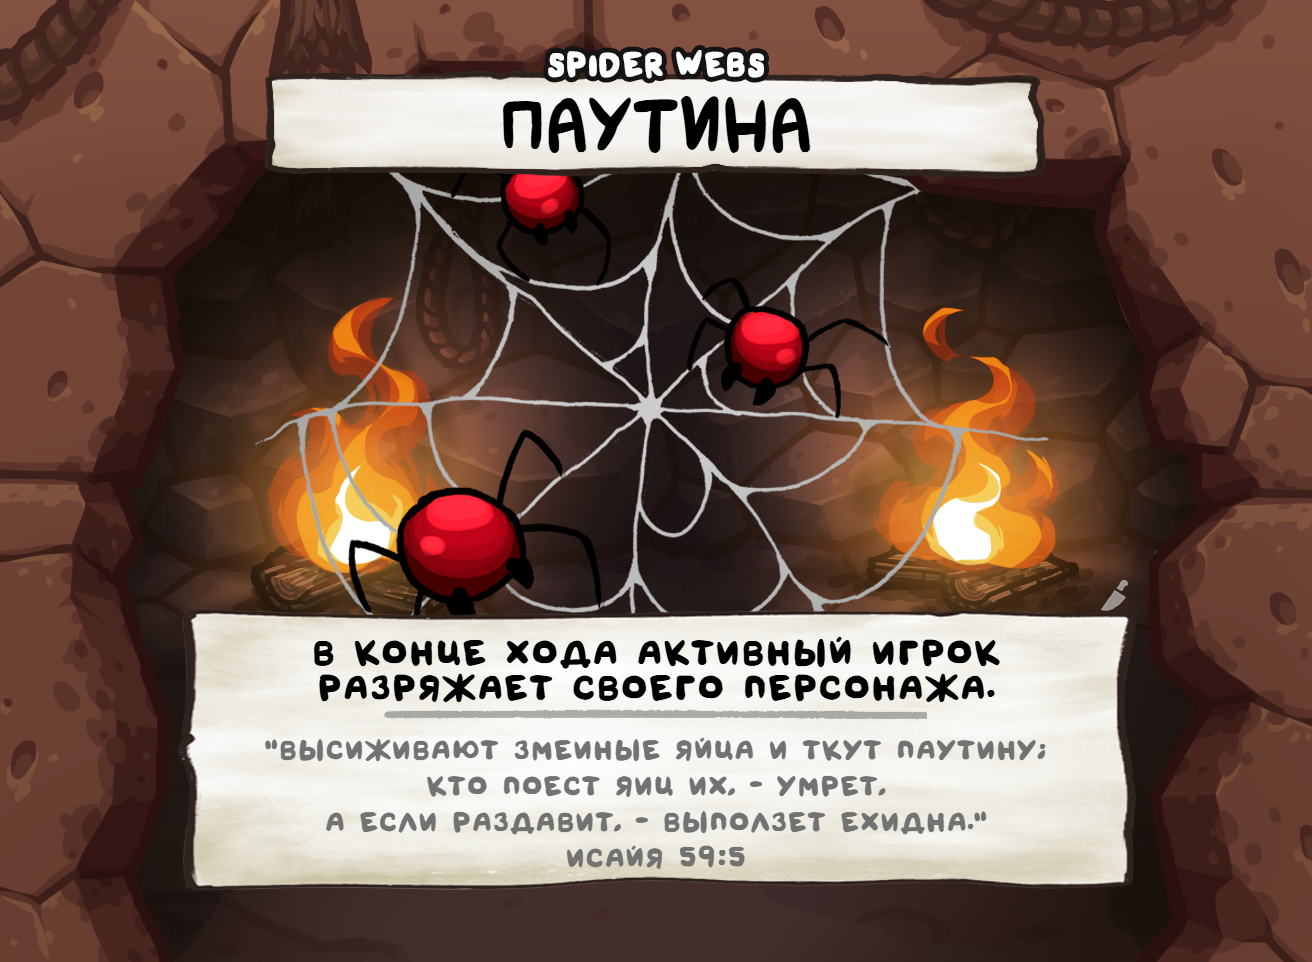 SPIDER WEBS
ПАУТИНА
В КОНЦЕ ХОДА АКТИВНЫЙ ИГРОК
РАЗРЯЖАЕТ СВОЕГО ПЕРСОНАЖА.
"ВЫСИЖИВАЮТ ЗМЕИНЫЕ ЯЙЦА И ТКУТ ПАУТИНУ;
КТО ПОЕСТ ЯИЦ ИХ, - УМРЕТ,
А ЕСЛИ РАЗДАВИТ, - ВЫПОЛЗЕТ ЕХИДНА."
ИСАЙЯ 59:5